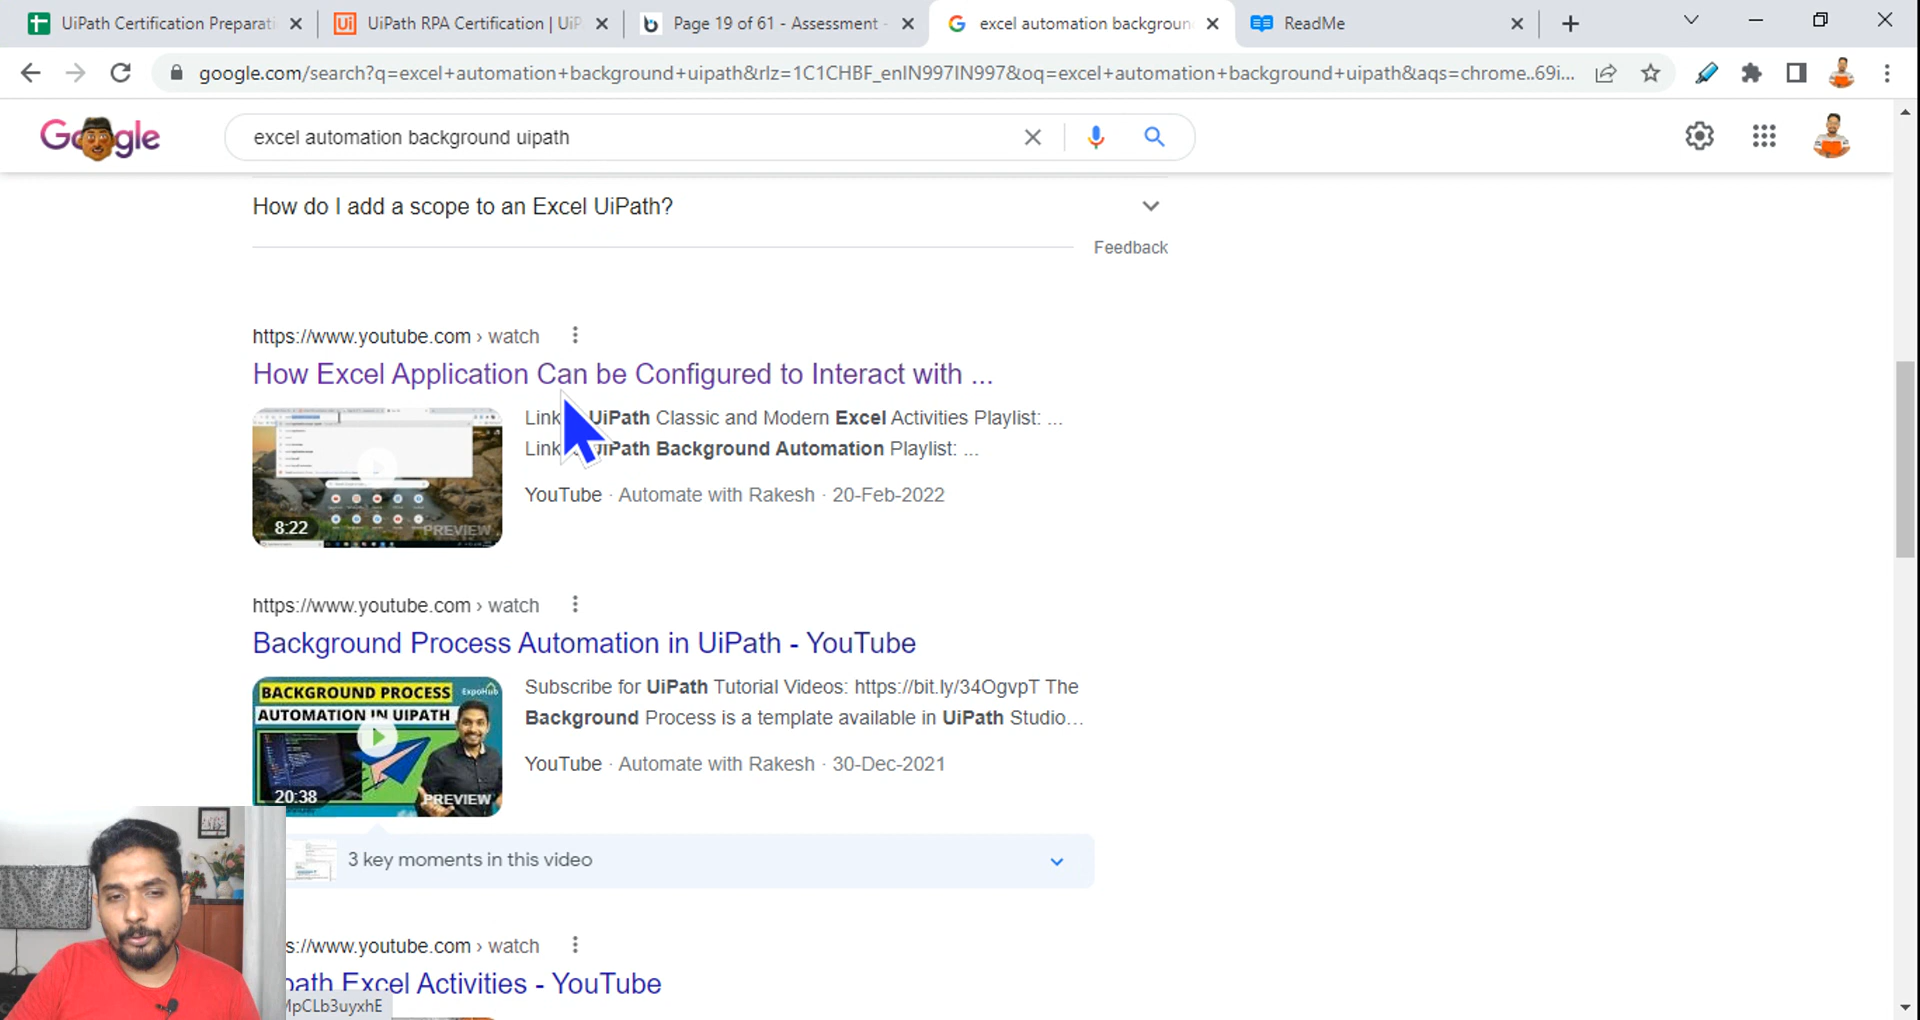 UiPath Certification Preparati
UiPath RPA Certification | UiP
Page 19 of 61 - Assessment -
excel automation backgroun
ReadMe
google.com/search?q=excel+automation+background+uipath&rlz=1C1CHBF_enIN997IN997&oq=excel+automation+background+uipath&aqs=chrome..69i...
Google
excel automation background uipath
How do I add a scope to an Excel UiPath?
Feedback
https://www.youtube.com › watch
How Excel Application Can be Configured to Interact with ...
Link UiPath Classic and Modern Excel Activities Playlist: ...
Link UiPath Background Automation Playlist: ...
8:22
PREVIEW
YouTube · Automate with Rakesh · 20-Feb-2022
https://www.youtube.com › watch
Background Process Automation in UiPath - YouTube
BACKGROUND PROCESS
ExpoHub
AUTOMATION IN UIPATH
20:38
PREVIEW
Subscribe for UiPath Tutorial Videos: https://bit.ly/34OgvpT The
Background Process is a template available in UiPath Studio...
YouTube · Automate with Rakesh · 30-Dec-2021
3 key moments in this video
s://www.youtube.com › watch
path Excel Activities - YouTube
MpCLb3uyxhE